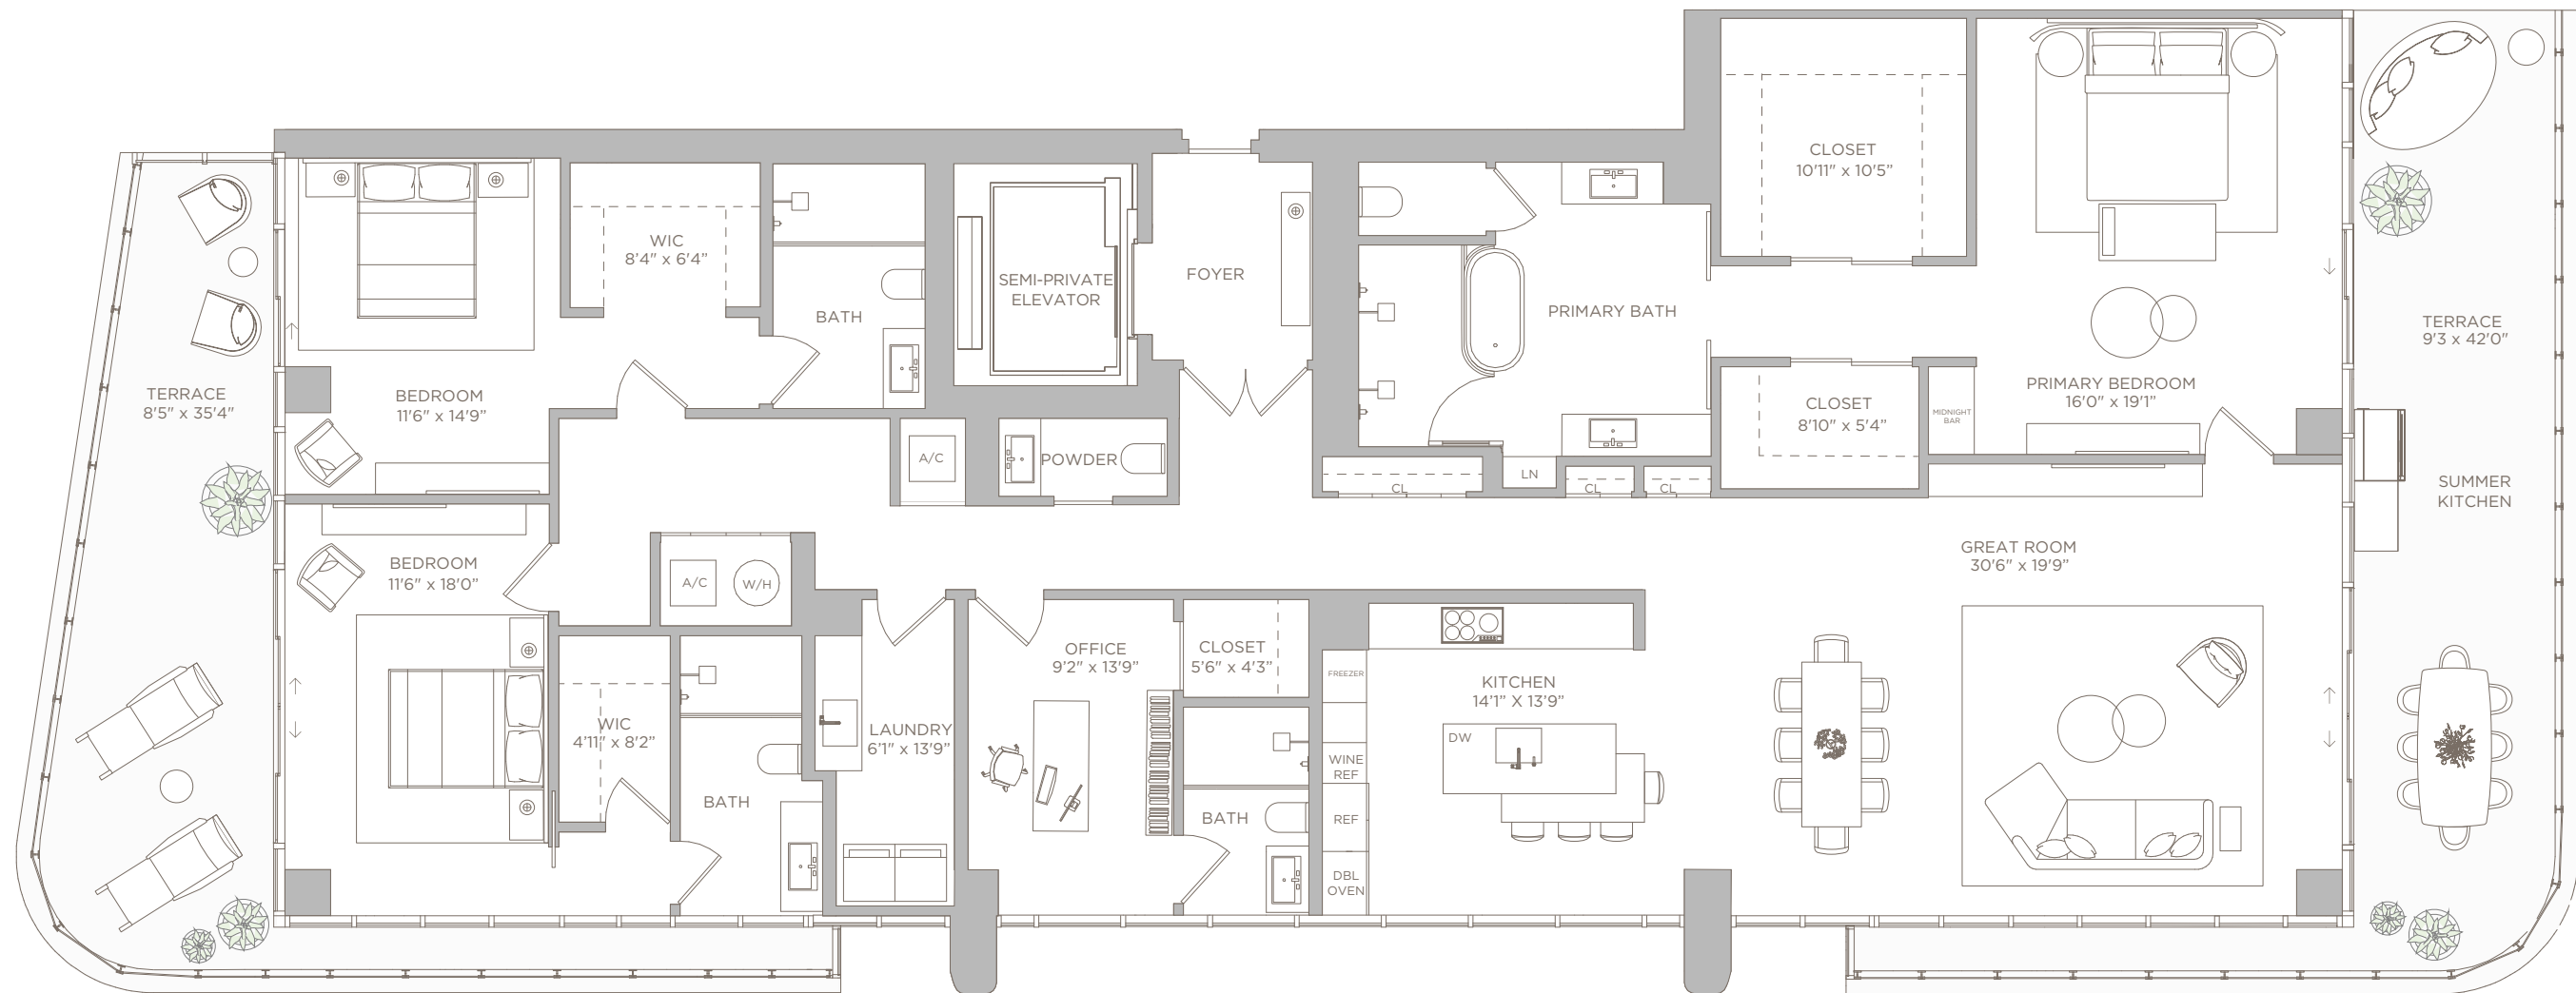 CLOSET
10'11" x 10'5"
WIC
8'4" x 6'4"
BATH
SEMI-PRIVATE
ELEVATOR
FOYER
PRIMARY BATH
TERRACE
8'5" x 35'4"
BEDROOM
11'6" x 14'9"
A/C
POWDER
CL
LN
CL
CL
CLOSET
8'10" x 5'4"
MIDNIGHT
BAR
PRIMARY BEDROOM
16'0" x 19'1"
TERRACE
9'3 x 42'0"
SUMMER
KITCHEN
BEDROOM
11'6" x 18'0"
A/C
W/H
GREAT ROOM
30'6" x 19'9"
WIC
4'11" x 8'2"
BATH
LAUNDRY
6'1" x 13'9"
OFFICE
9'2" x 13'9"
CLOSET
5'6" x 4'3"
BATH
FREEZER
WINE
REF
REF
DBL
OVEN
KITCHEN
14'1" X 13'9"
DW